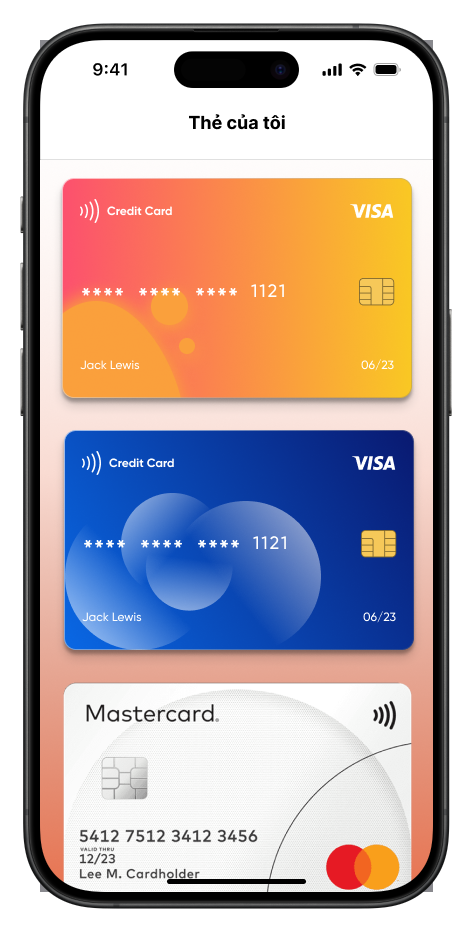 9:41
Thẻ của tôi
Credit Card VISA
**** **** **** 1121
Jack Lewis 06/23
Credit Card VISA
**** **** **** 1121
Jack Lewis 06/23
Mastercard.
5412 7512 3412 3456
VALID THRU
12/23
Lee M. Cardholder